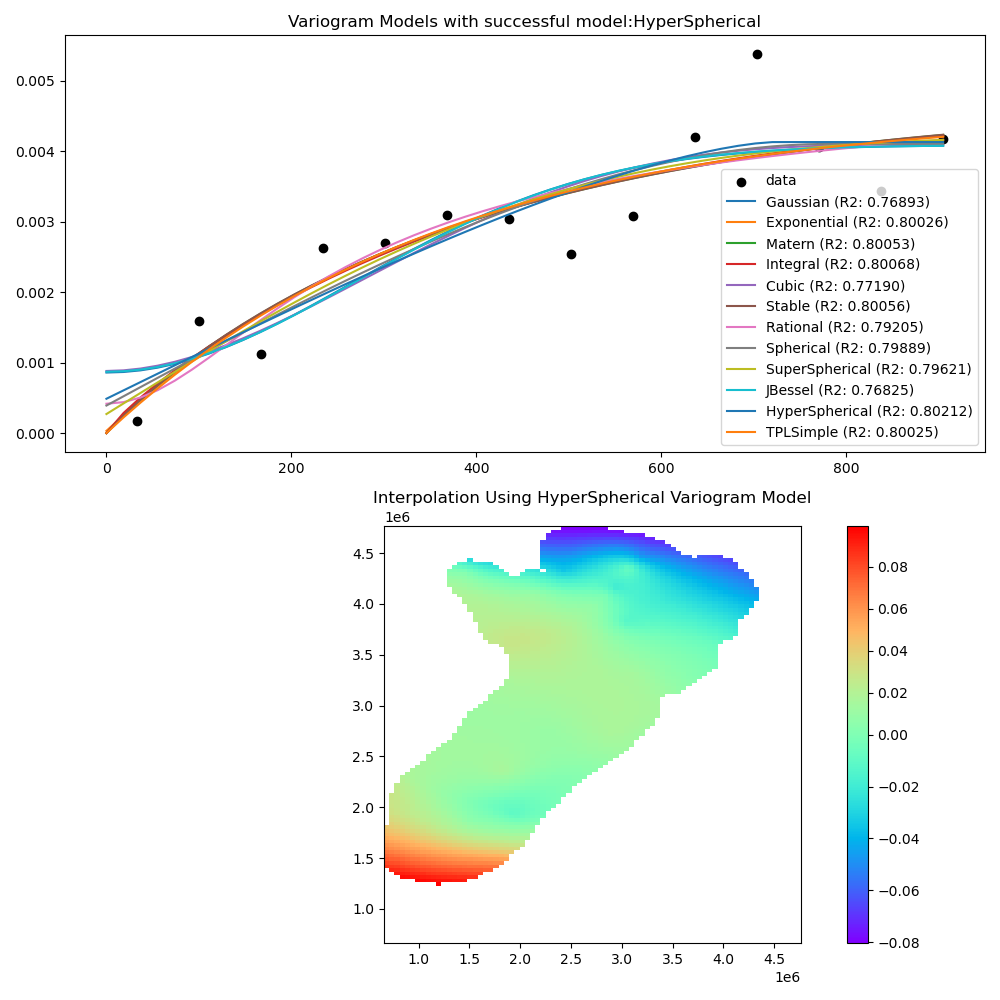 Variogram Models with successful model:HyperSpherical
0.005
0.004
0.003
0.002
0.001
0.000
data
Gaussian (R2: 0.76893)
Exponential (R2: 0.80026)
Matern (R2: 0.80053)
Integral (R2: 0.80068)
Cubic (R2: 0.77190)
Stable (R2: 0.80056)
Rational (R2: 0.79205)
Spherical (R2: 0.79889)
SuperSpherical (R2: 0.79621)
JBessel (R2: 0.76825)
HyperSpherical (R2: 0.80212)
TPLSimple (R2: 0.80025)
0 200 400 600 800
Interpolation Using HyperSpherical Variogram Model
1e6
4.5
4.0
3.5
3.0
2.5
2.0
1.5
1.0
1.0 1.5 2.0 2.5 3.0 3.5 4.0 4.5
1e6
0.08
0.06
0.04
0.02
0.00
−0.02
−0.04
−0.06
−0.08